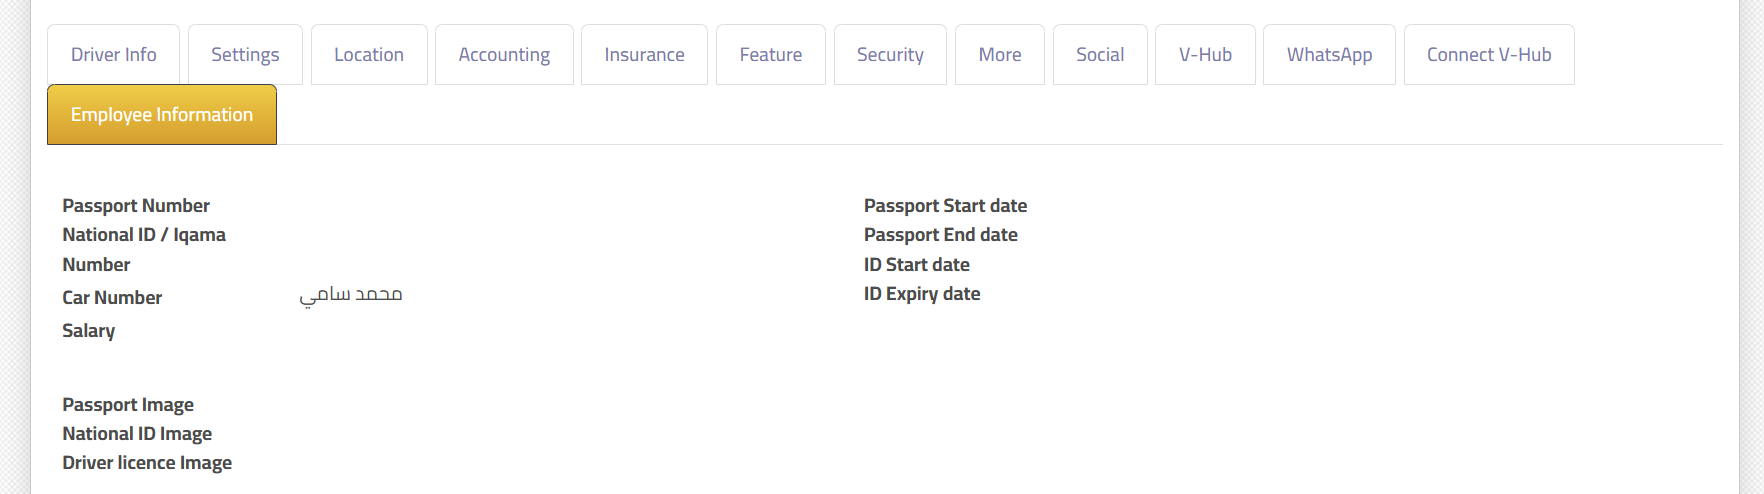 Driver Info Settings Location Accounting Insurance Feature Security More Social V-Hub WhatsApp Connect V-Hub
Employee Information
Passport Number
National ID / Iqama
Number
Car Number محمد سامي
Salary
Passport Start date
Passport End date
ID Start date
ID Expiry date
Passport Image
National ID Image
Driver licence Image